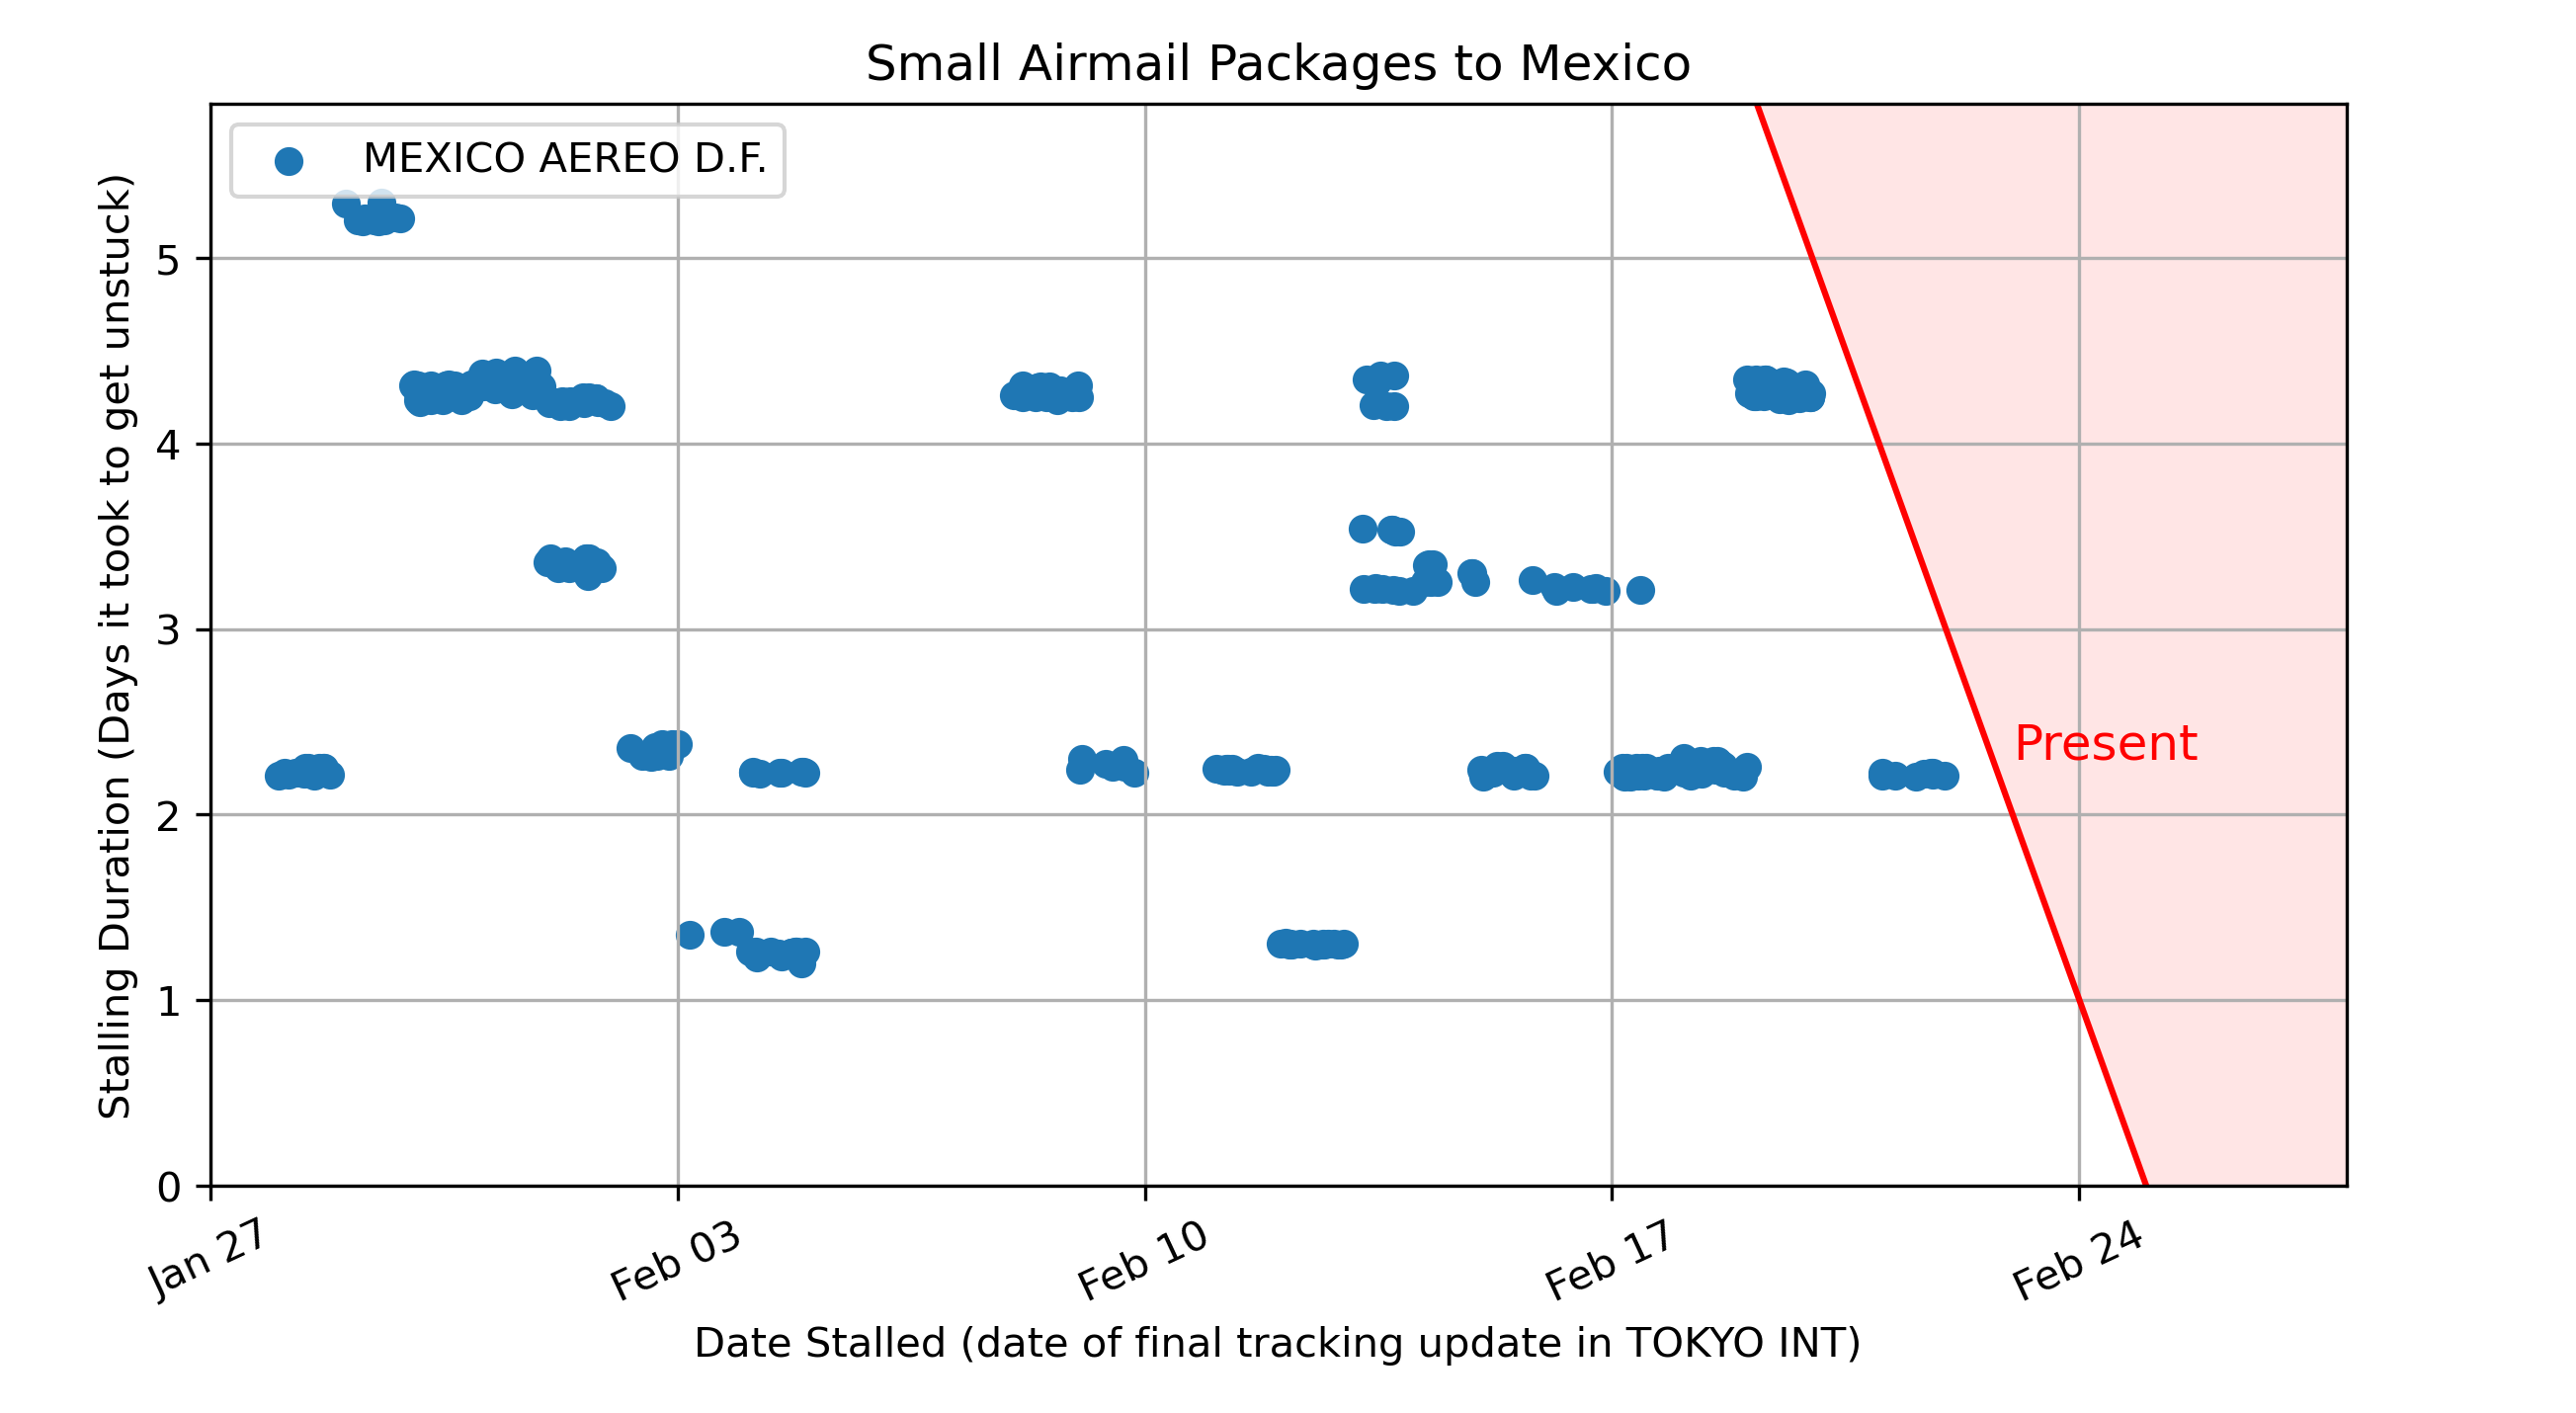 Small Airmail Packages to Mexico
MEXICO AEREO D.F.
Stalling Duration (Days it took to get unstuck)
5
4
3
2
1
0
Present
Jan 27
Feb 03
Feb 10
Feb 17
Feb 24
Date Stalled (date of final tracking update in TOKYO INT)